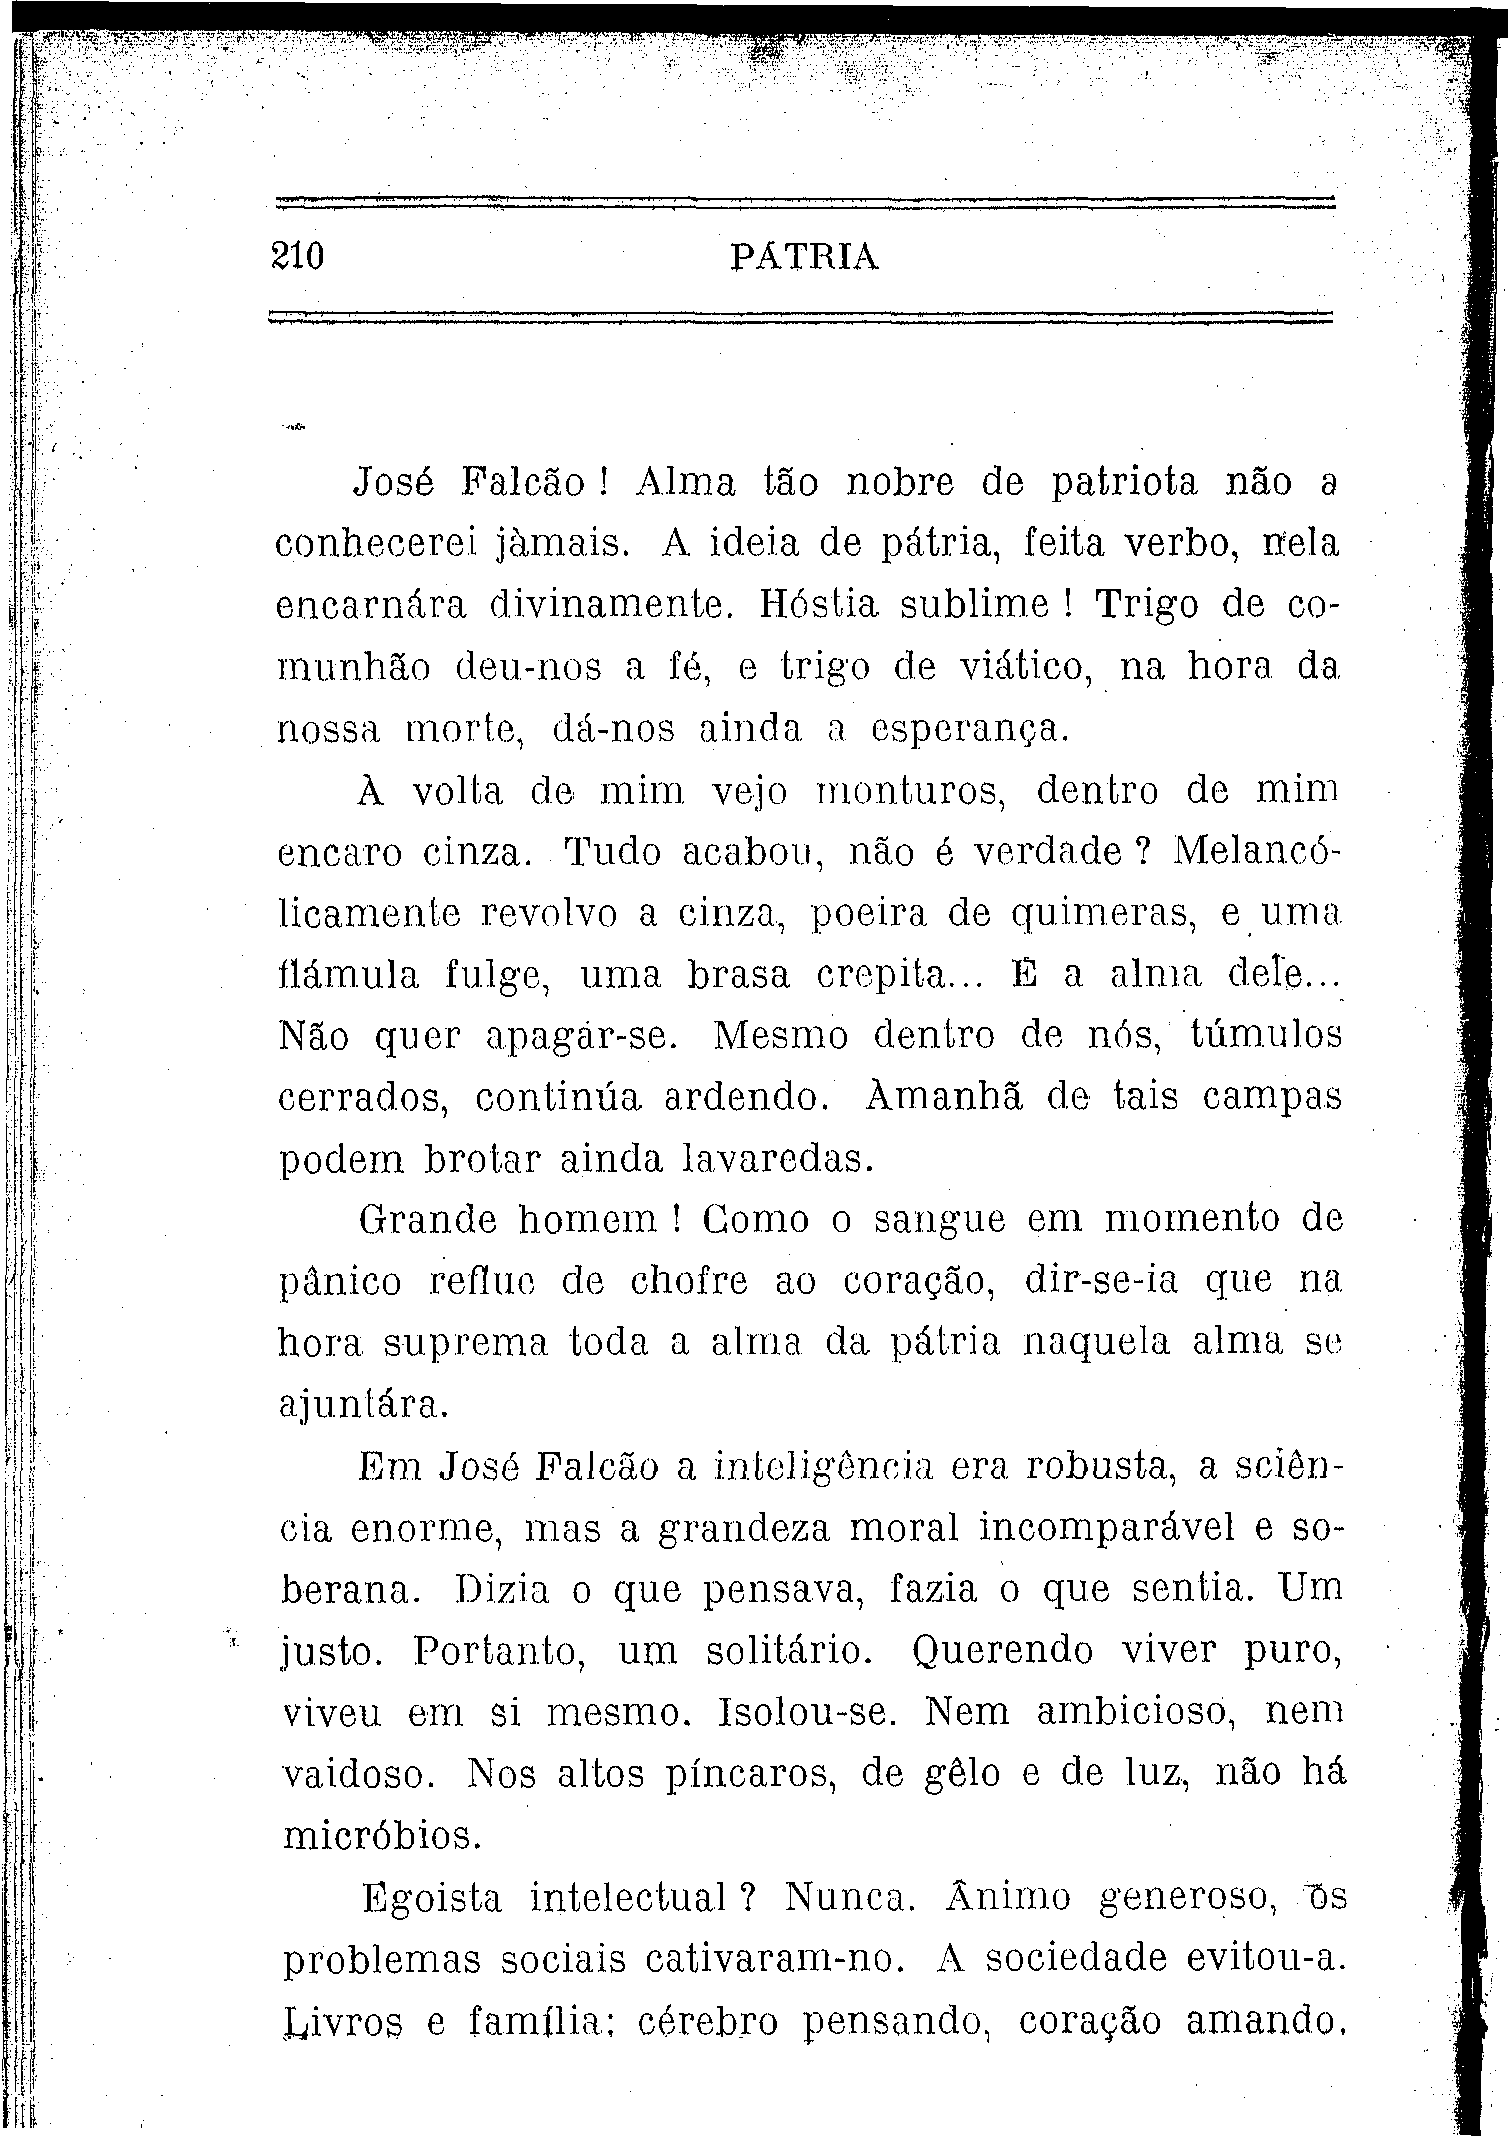 210 PÁTRIA
José Falcão ! Alma tão nobre de patriota não a
conhecerei jàmais. A ideia de pátria, feita verbo, nela
encarnára divinamente. Hóstia sublime ! Trigo de co-
munhão deu-nos a fé, e trigo de viático, na hora da
nossa morte, dá-nos ainda a esperança.
À volta de mim vejo monturos, dentro de mim
encaro cinza. Tudo acabou, não é verdade ? Melancó-
licamente revolvo a cinza, poeira de quimeras, e uma
flámula fulge, uma brasa crepita... É a alma dele...
Não quer apagar-se. Mesmo dentro de nós, túmulos
cerrados, continúa ardendo. Amanhã de tais campas
podem brotar ainda lavaredas.
Grande homem ! Como o sangue em momento de
pânico reflue de chofre ao coração, dir-se-ia que na
hora suprema toda a alma da pátria naquela alma se
ajuntára.
Em José Falcão a inteligência era robusta, a sciên-
cia enorme, mas a grandeza moral incomparável e so-
berana. Dizia o que pensava, fazia o que sentia. Um
justo. Portanto, um solitário. Querendo viver puro,
viveu em si mesmo. Isolou-se. Nem ambicioso, nem
vaidoso. Nos altos píncaros, de gêlo e de luz, não há
micróbios.
Egoista intelectual ? Nunca. Ânimo generoso, os
problemas sociais cativaram-no. A sociedade evitou-a.
Livros e família; cérebro pensando, coração amando.